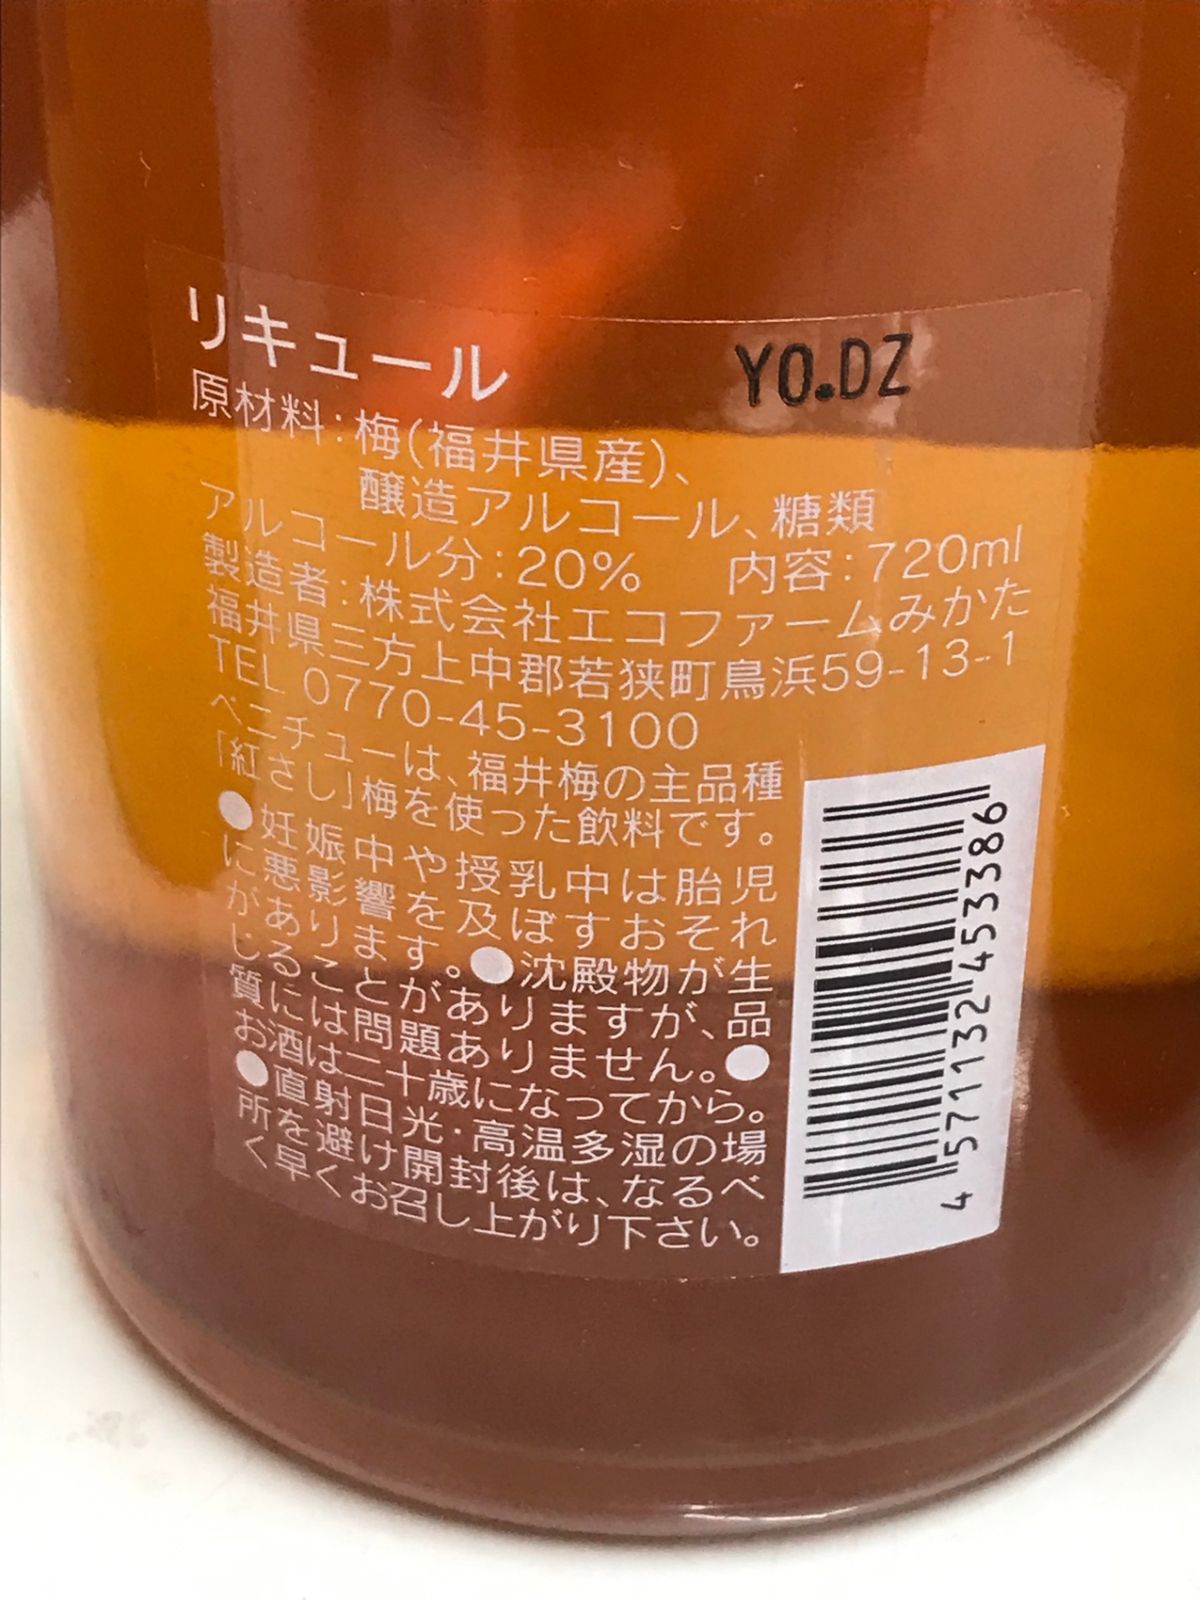 リキュール
YO.DZ
原材料:梅(福井県産)、
醸造アルコール、糖類
アルコール分:20% 内容:720ml
製造者:株式会社エコファームみかた
福井県三方上中郡若狭町鳥浜59-13-1
TEL 0770-45-3100
ベニチューは、福井梅の主品種
「紅さし」梅を使った飲料です。
●妊娠中や授乳中は胎児
に悪影響を及ぼすおそれ
があります。●沈殿物が生
じることがありますが、品
質には問題ありません。●
お酒は二十歳になってから。
●直射日光・高温多湿の場
所を避け開封後は、なるべ
く早くお召し上がり下さい。
4571132453386